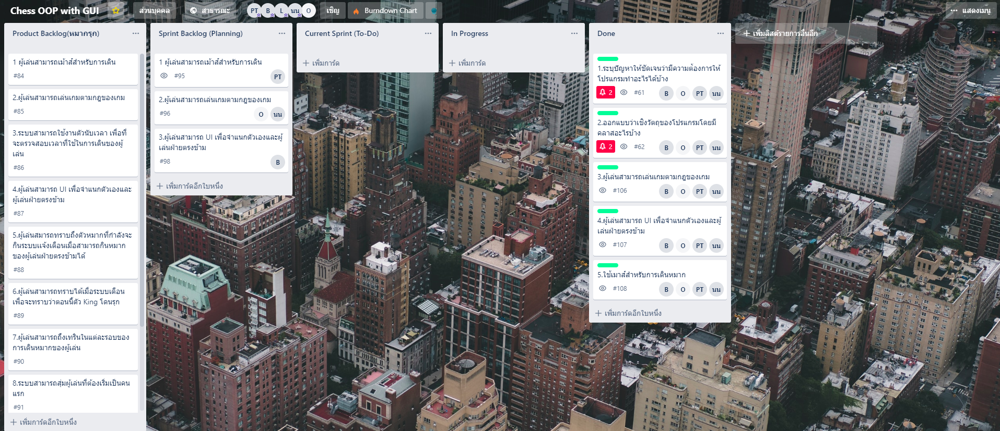 Chess OOP with GUI
ส่วนบุคคล
สาธารณะ
PT B L นน O
เชิญ
Burndown Chart
แสดงเมนู
Product Backlog(หมากรุก)
1 ผู้เล่นสามารถเม้าส์สำหรับการเดิน
#84
2.ผู้เล่นสามารถเล่นเกมตามกฎของเกม
#85
3.ระบบสามารถใช้งานตัวนับเวลา เพื่อที่
จะตรวจสอบเวลาที่ใช้ในการเดินของผู้
เล่น
#86
4.ผู้เล่นสามารถ UI เพื่อจำแนกตัวเองและ
ผู้เล่นฝ่ายตรงข้าม
#87
5.ผู้เล่นสมารถทราบถึงตัวหมากที่กำลังจะ
กินระบบแจ้งเตือนเมื่อสามารถกินหมาก
ของผู้เล่นฝ่ายตรงข้ามได้
#88
6.ผู้เล่นสามารถทราบได้เมื่อระบบเตือน
เพื่อจะทราบว่าตอนนี้ตัว King โดนรุก
#89
7.ผู้เล่นสามารถถึงเทรินในแต่ละรอบของ
การเดินหมากของผู้เล่น
#90
8.ระบบสามารถสุ่มผู้เล่นที่ต้องเริ่มเป็นคน
แรก
#91
+ เพิ่มการ์ดอีกใบหนึ่ง
Sprint Backlog (Planning)
1 ผู้เล่นสามารถเม้าส์สำหรับการเดิน
#95 PT
2.ผู้เล่นสามารถเล่นเกมตามกฎของเกม
#96 O นน
3.ผู้เล่นสามารถ UI เพื่อจำแนกตัวเองและผู้
เล่นฝ่ายตรงข้าม
#98 B
+ เพิ่มการ์ดอีกใบหนึ่ง
Current Sprint (To-Do)
+ เพิ่มการ์ด
In Progress
+ เพิ่มการ์ด
Done
1.ระบุปัญหาให้ชัดเจนว่ามีความต้องการให้
โปรแกรมทำอะไรได้บ้าง
2 #61 B O PT นน
2.ออกแบบว่าเชิงวัตถุของโปรแกรมโดยมี
คลาสอะไรบ้าง
2 #62 B O PT นน
3.ผู้เล่นสามารถเล่นเกมตามกฎของเกม
#106 B O PT นน
4.ผู้เล่นสามารถ UI เพื่อจำแนกตัวเองและผู้
เล่นฝ่ายตรงข้าม
#107 B O PT นน
5.ใช้เมาส์สำหรับการเดินหมาก
#108 B O PT นน
+ เพิ่มการ์ดอีกใบหนึ่ง
+ เพิ่มลิสต์รายการอื่นอีก